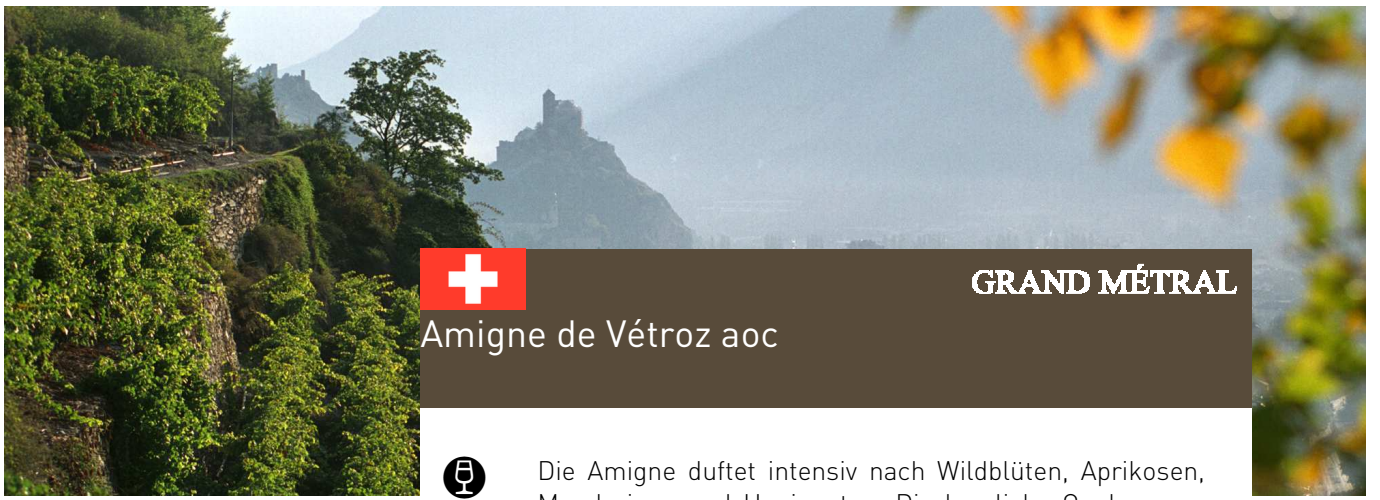 GRAND MÉTRAL
Amigne de Vétroz aoc
Die Amigne duftet intensiv nach Wildblüten, Aprikosen,